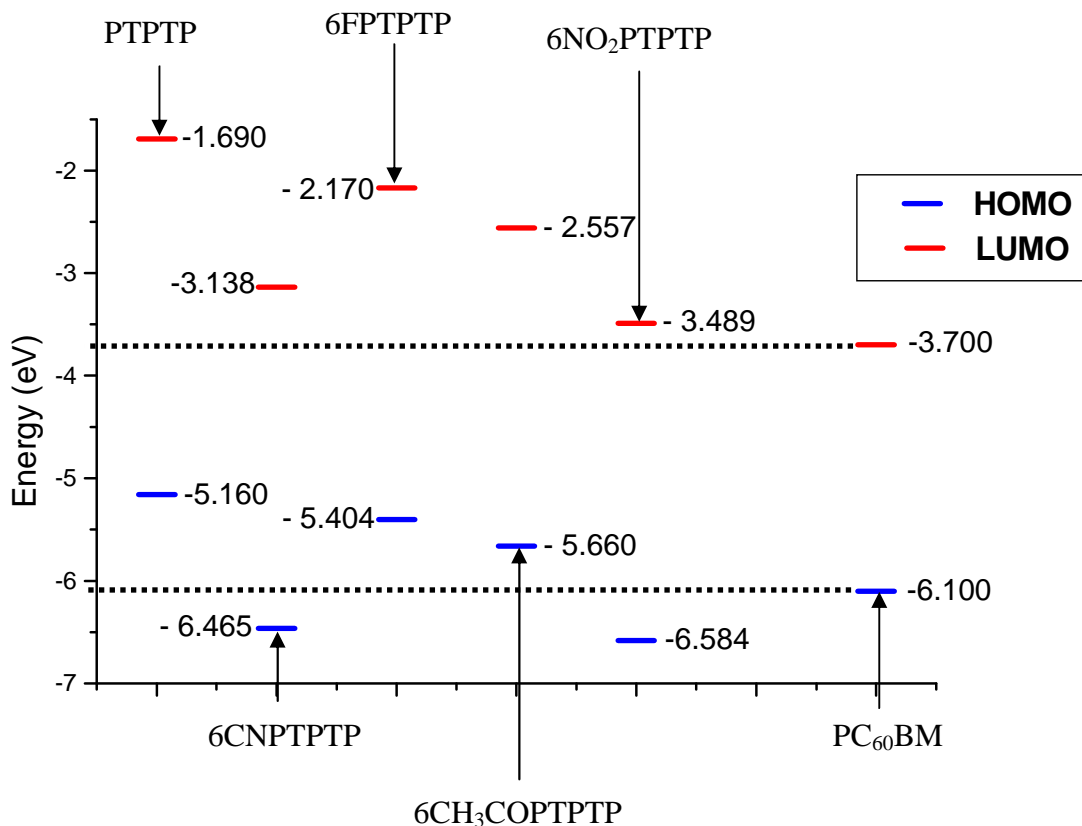 PTPTP
6FPTPTP
6NO₂PTPTP
-1.690
-2
- 2.170
HOMO
LUMO
- 2.557
-3
-3.138
- 3.489
-3.700
-4
Energy (eV)
-5
-5.160
- 5.404
- 5.660
-6
-6.100
- 6.465
-6.584
-7
6CNPTPTP
PC₆₀BM
6CH₃COPTPTP